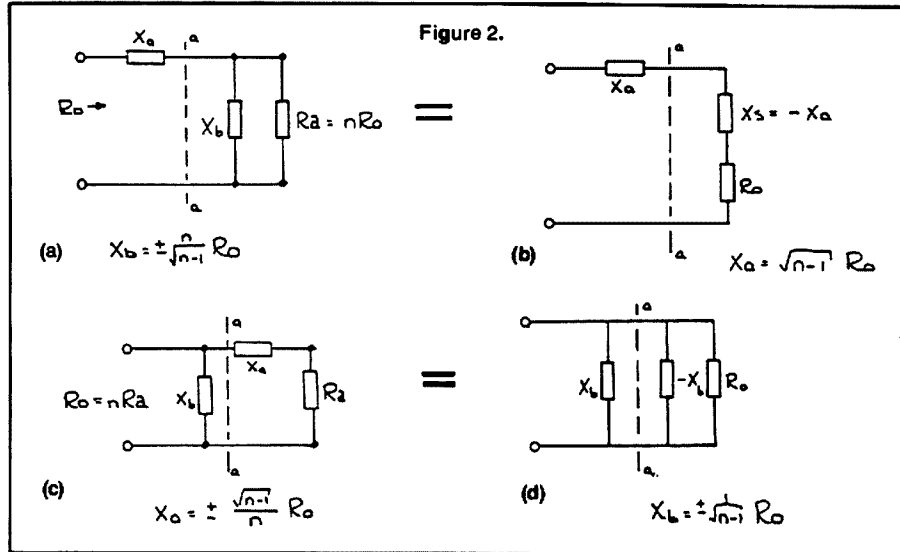 Figure 2.
Xa
a
Ro →
Xb
Ra = nRo
a
=
Xa
a
Xs = - Xa
Ro
a
(a) Xb = ± n/√(n-1) Ro
(b) Xa = √(n-1) Ro
a
Xa
Ro = nRa
Xb
Ra
a
=
a
Xb
-Xb
Ro
a.
(c) Xa = ± √(n-1)/n Ro
(d) Xb = ± 1/√(n-1) Ro